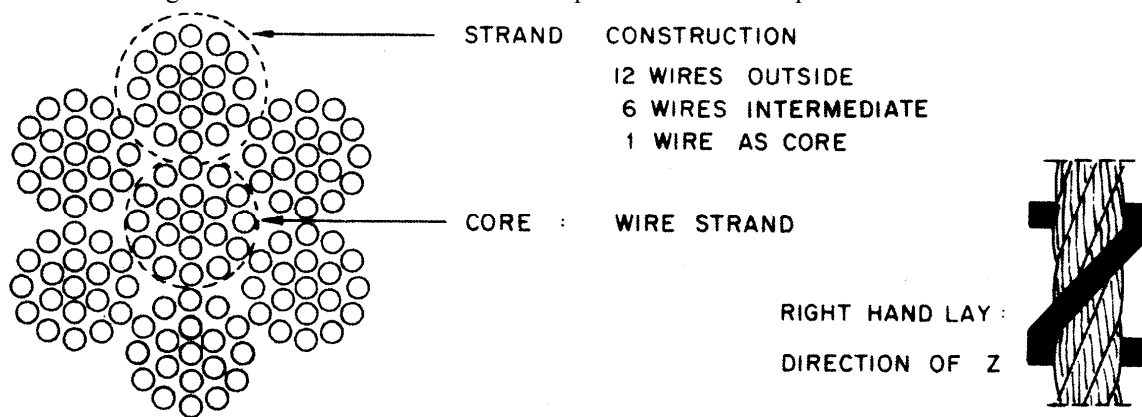 STRAND CONSTRUCTION
12 WIRES OUTSIDE
6 WIRES INTERMEDIATE
1 WIRE AS CORE
CORE : WIRE STRAND
RIGHT HAND LAY :
DIRECTION OF Z